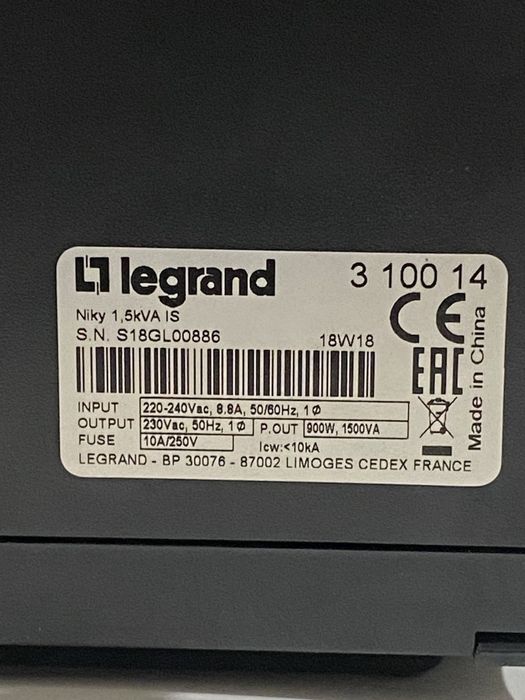 legrand 3 100 14
Niky 1,5kVA IS
S.N. S18GL00886 18W18
CE
EAC
Made in China
INPUT 220-240Vac, 8.8A, 50/60Hz, 1Φ
OUTPUT 230Vac, 50Hz, 1Φ P.OUT 900W, 1500VA
FUSE 10A/250V Icw:<10kA
LEGRAND - BP 30076 - 87002 LIMOGES CEDEX FRANCE